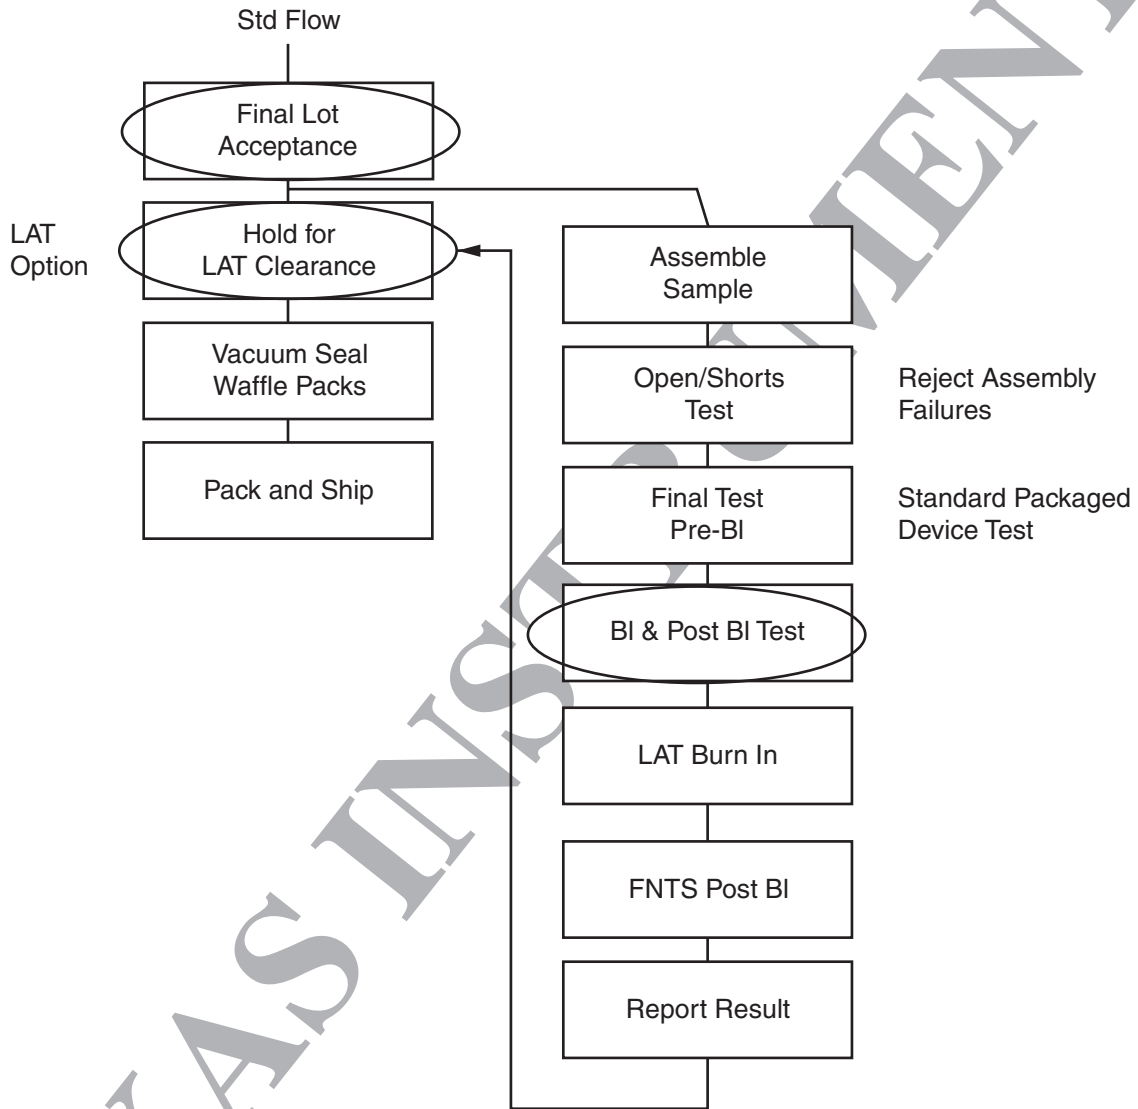 Std Flow
Final Lot
Acceptance
LAT
Option
Hold for
LAT Clearance
Vacuum Seal
Waffle Packs
Pack and Ship
Assemble
Sample
Open/Shorts
Test
Reject Assembly
Failures
Final Test
Pre-BI
Standard Packaged
Device Test
BI & Post BI Test
LAT Burn In
FNTS Post BI
Report Result
XAS INSTRUMENT